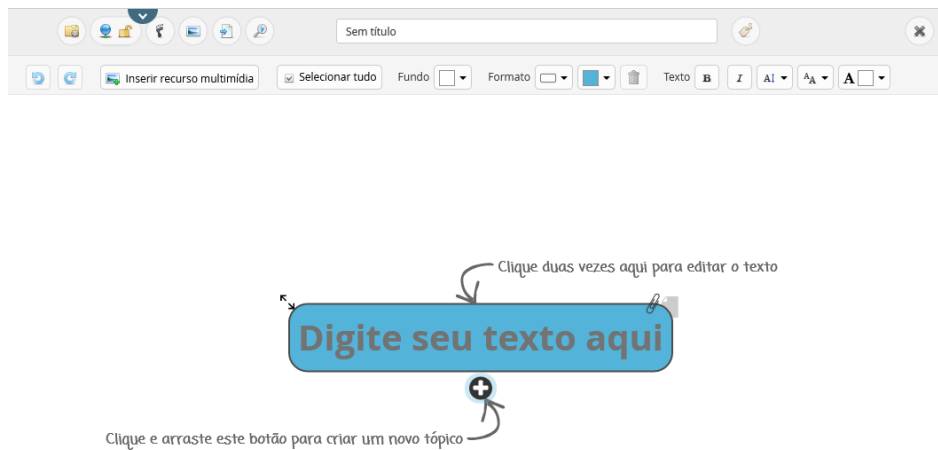 Sem título
Inserir recurso multimídia Selecionar tudo Fundo Formato Texto B I AI AA A
Clique duas vezes aqui para editar o texto
Digite seu texto aqui
Clique e arraste este botão para criar um novo tópico